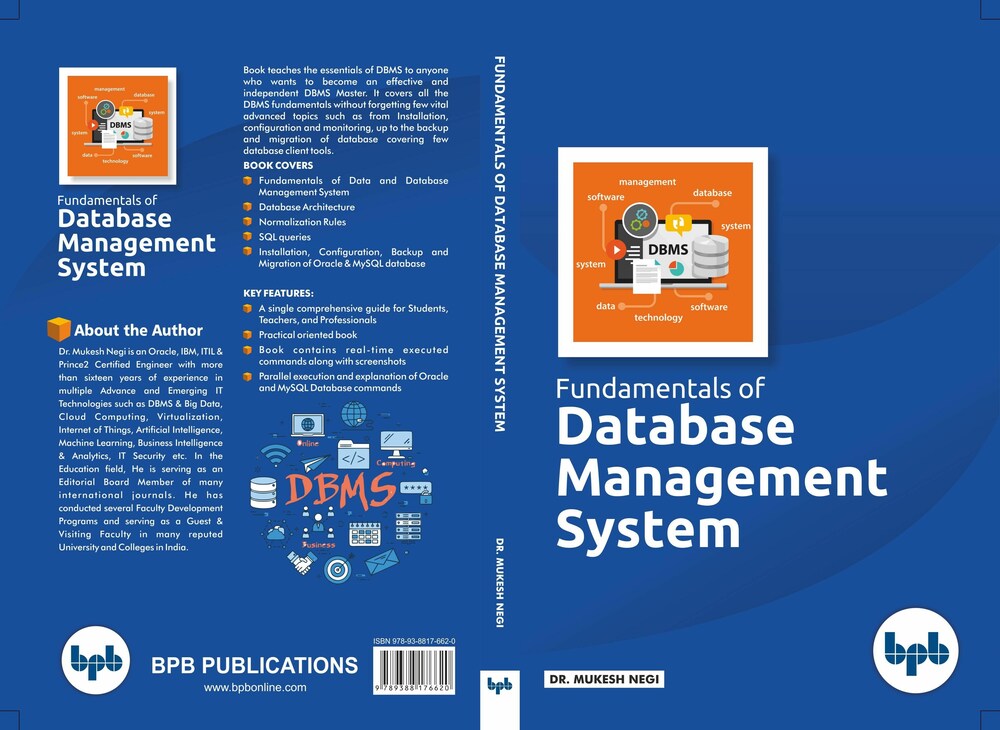 management
software
database
system
DBMS
system
data
software
technology
Fundamentals of
Database
Management
System
About the Author
Dr. Mukesh Negi is an Oracle, IBM, ITIL &
Prince2 Certified Engineer with more
than sixteen years of experience in
multiple Advance and Emerging IT
Technologies such as DBMS & Big Data,
Cloud Computing, Virtualization,
Internet of Things, Artificial Intelligence,
Machine Learning, Business Intelligence
& Analytics, IT Security etc. In the
Education field, He is serving as an
Editorial Board Member of many
international journals. He has
conducted several Faculty Development
Programs and serving as a Guest &
Visiting Faculty in many reputed
University and Colleges in India.
Book teaches the essentials of DBMS to anyone
who wants to become an effective and
independent DBMS Master. It covers all the
DBMS fundamentals without forgetting few vital
advanced topics such as from Installation,
configuration and monitoring, up to the backup
and migration of database covering few
database client tools.
BOOK COVERS
Fundamentals of Data and Database
Management System
Database Architecture
Normalization Rules
SQL queries
Installation, Configuration, Backup and
Migration of Oracle & MySQL database
KEY FEATURES:
A single comprehensive guide for Students,
Teachers, and Professionals
Practical oriented book
Book contains real-time executed
commands along with screenshots
Parallel execution and explanation of Oracle
and MySQL Database commands
Online
</>
Computing
DBMS
****
Business
bpb
BPB PUBLICATIONS
www.bpbonline.com
ISBN 978-93-8817-662-0
9 789388 176620
FUNDAMENTALS OF DATABASE MANAGEMENT SYSTEM
DR. MUKESH NEGI
bpb
management
software
database
system
DBMS
system
data
software
technology
Fundamentals of
Database
Management
System
DR. MUKESH NEGI
bpb